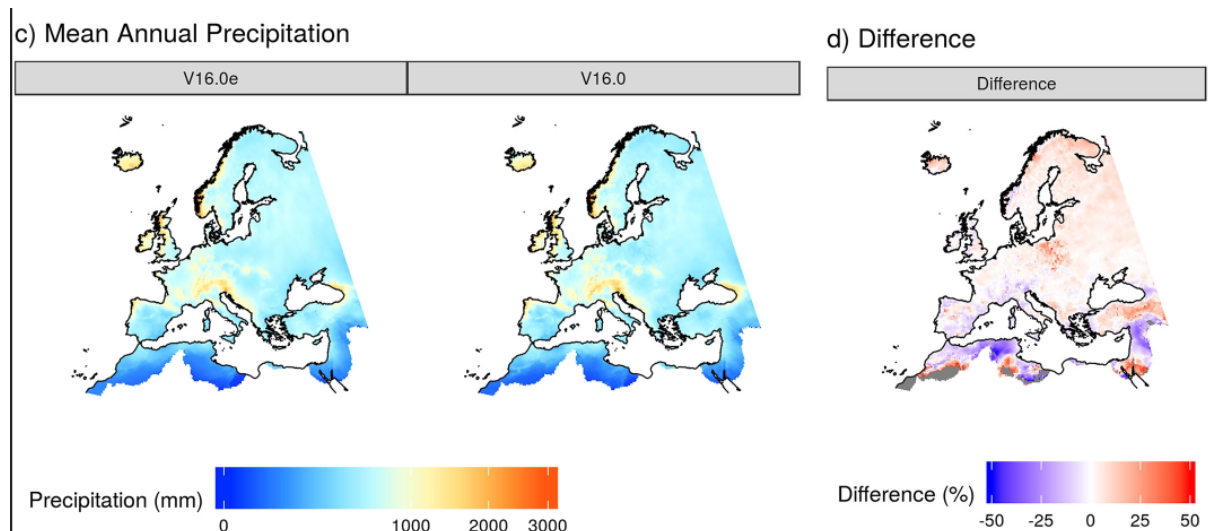 c) Mean Annual Precipitation
d) Difference
V16.0e
V16.0
Difference
Precipitation (mm)
0
1000
2000
3000
Difference (%)
-50
-25
0
25
50